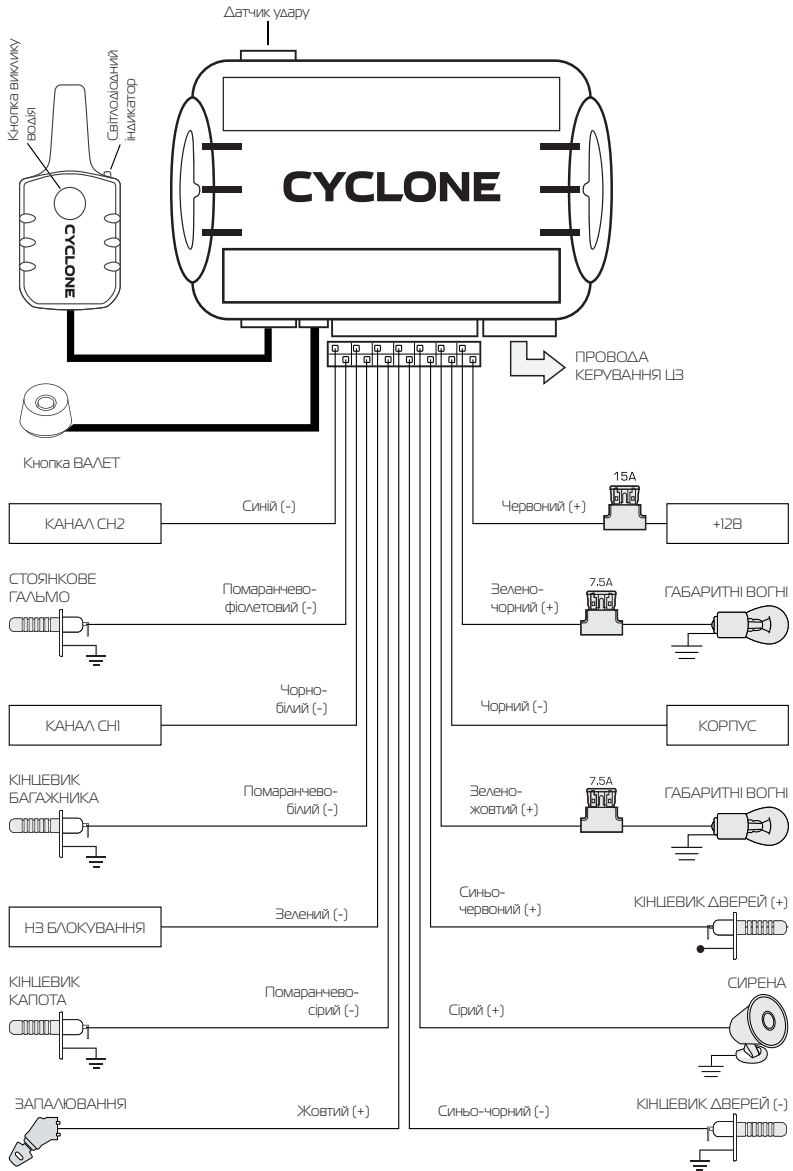 Датчик удару
Кнопка виклику
водія
Світлодіодний
індикатор
CYCLONE
CYCLONE
ПРОВОДА
КЕРУВАННЯ ЦЗ
Кнопка ВАЛЕТ
КАНАЛ CH2
Синій (-)
Червоний (+)
15A
+12В
СТОЯНКОВЕ
ГАЛЬМО
Помаранчево-
фіолетовий (-)
Зелено-
чорний (+)
7.5A
ГАБАРИТНІ ВОГНІ
КАНАЛ CH1
Чорно-
білий (-)
Чорний (-)
КОРПУС
КІНЦЕВИК
БАГАЖНИКА
Помаранчево-
білий (-)
Зелено-
жовтий (+)
7.5A
ГАБАРИТНІ ВОГНІ
НЗ БЛОКУВАННЯ
Зелений (-)
Синьо-
червоний (+)
КІНЦЕВИК ДВЕРЕЙ (+)
КІНЦЕВИК
КАПОТА
Помаранчево-
сірий (-)
Сірий (+)
СИРЕНА
ЗАПАЛЮВАННЯ
Жовтий (+)
Синьо-чорний (-)
КІНЦЕВИК ДВЕРЕЙ (-)